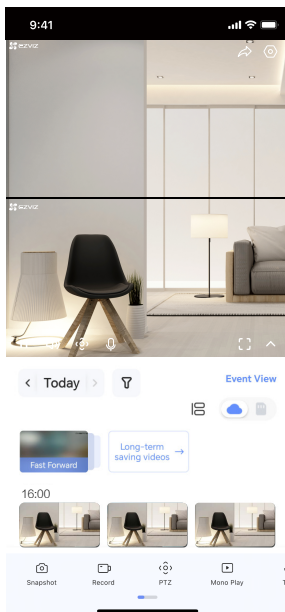 9:41
ezviz
ezviz
Today
Event View
Fast Forward
Long-term
saving videos
16:00
Snapshot
Record
PTZ
Mono Play